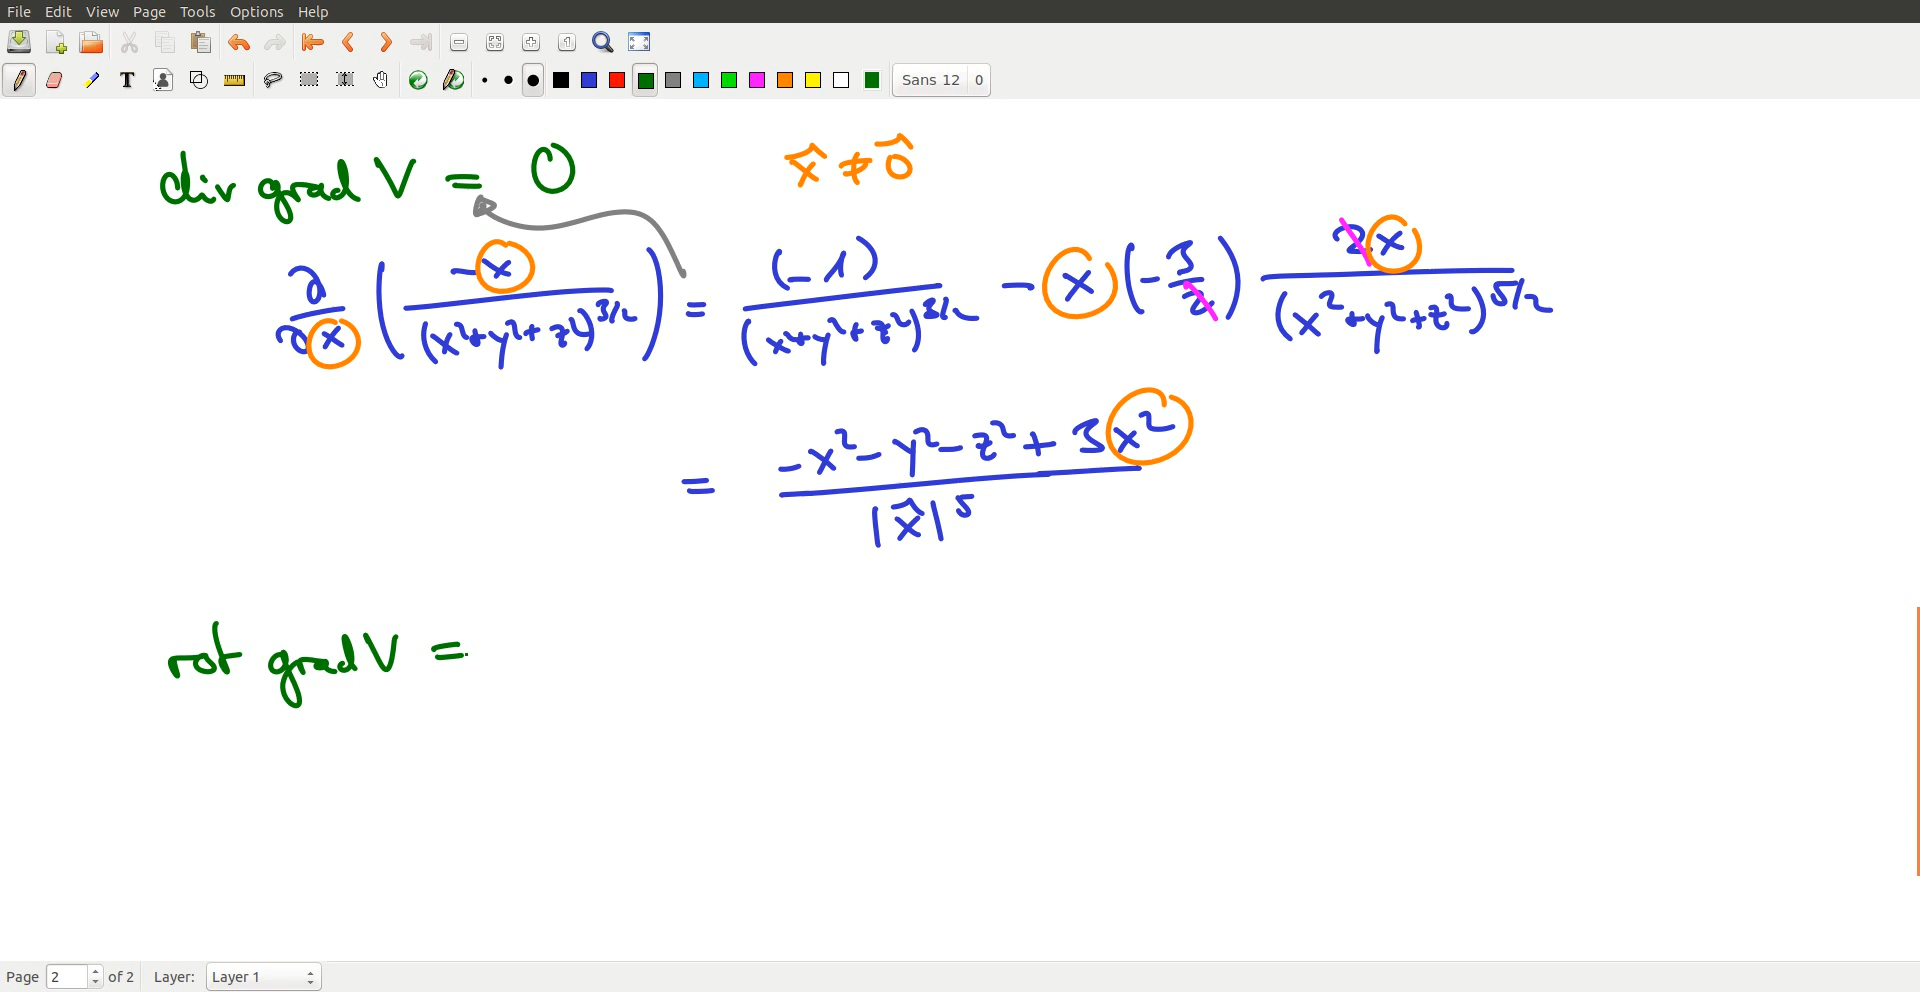 File Edit View Page Tools Options Help
Sans 12 0
div grad V = 0 x⃗ ≠ 0⃗
∂/∂x ( -x / (x²+y²+z²)^3/2 ) = (-1) / (x²+y²+z²)^3/2 - x (-3/2) 2x / (x²+y²+z²)^5/2
= -x² - y² - z² + 3x² / |x⃗|⁵
rot grad V =
Page 2 of 2 Layer: Layer 1